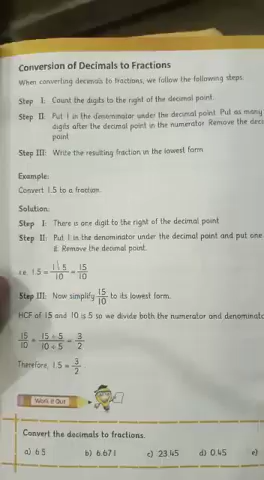 Conversion of Decimals to Fractions
When converting decimals to fractions, we follow the following steps.
Step I: Count the digits to the right of the decimal point.
Step II: Put 1 in the denominator under the decimal point. Put as many
digits after the decimal point in the numerator. Remove the deci
point.
Step III: Write the resulting fraction in the lowest form.
Example:
Convert 1.5 to a fraction.
Solution:
Step I: There is one digit to the right of the decimal point.
Step II: Put 1 in the denominator under the decimal point and put one
it. Remove the decimal point.
i.e. 1.5 = 1.5/10 = 15/10
Step III: Now simplify 15/10 to its lowest form.
HCF of 15 and 10 is 5 so we divide both the numerator and denominato
15/10 = 15 ÷ 5/10 ÷ 5 = 3/2
Therefore, 1.5 = 3/2
Work it Out
Convert the decimals to fractions.
a) 6.5 b) 6.671 c) 23.45 d) 0.45 e)